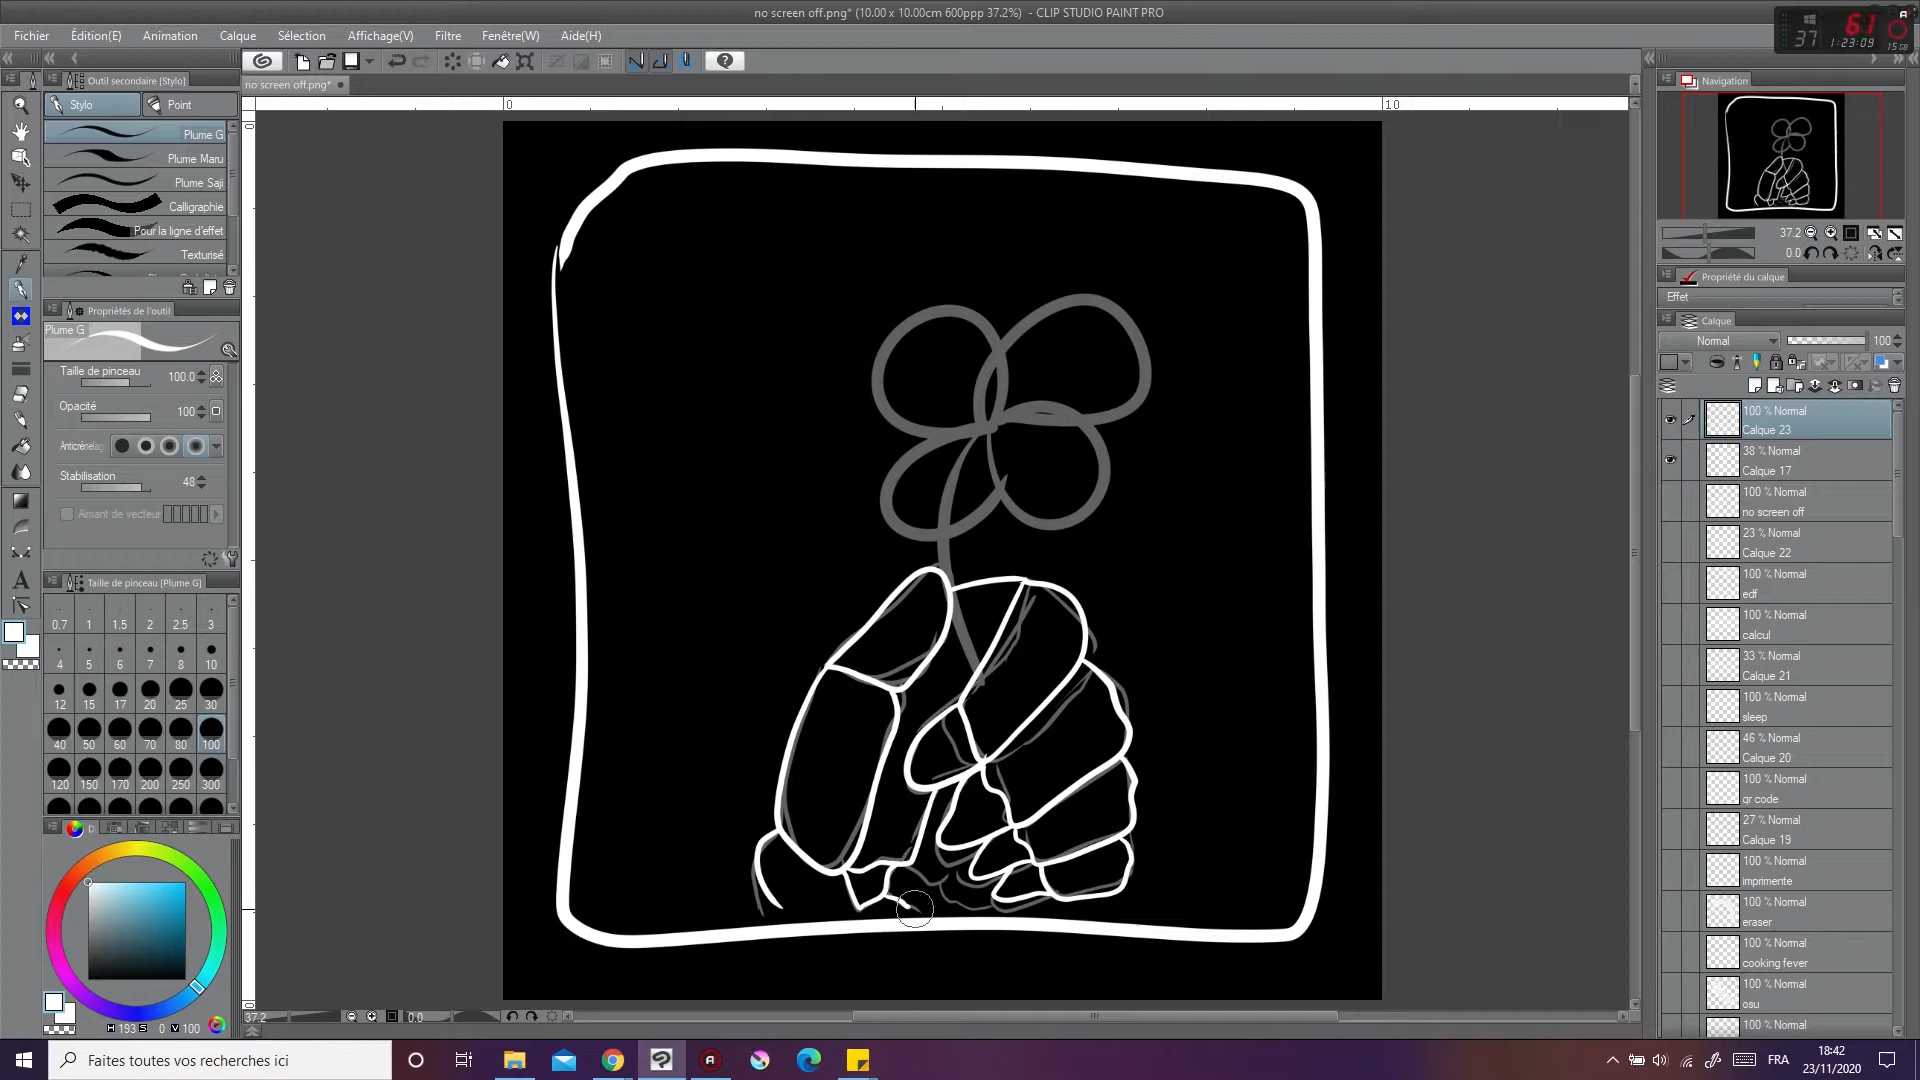 no screen off.png* (10.00 x 10.00cm 600ppp 37.2%) - CLIP STUDIO PAINT PRO
37
61
1:23:09
15 GB
Fichier Édition(E) Animation Calque Sélection Affichage(V) Filtre Fenêtre(W) Aide(H)
Outil secondaire [Stylo]
no screen off.png*
Navigation
Stylo
Point
0
10
Plume G
Plume Maru
Plume Saji
Calligraphie
Pour la ligne d'effet
Texturisé
37.2
0.0
Propriété du calque
Effet
Calque
Normal
100
Propriétés de l'outil
Plume G
Taille de pinceau 100.0
Opacité 100
Anticrénelage
Stabilisation 48
Aimant de vecteur
Taille de pinceau [Plume G]
0.7 1 1.5 2 2.5 3
4 5 6 7 8 10
12 15 17 20 25 30
40 50 60 70 80 100
120 150 170 200 250 300
D
H 193 S 0 V 100
100 % Normal
Calque 23
38 % Normal
Calque 17
100 % Normal
no screen off
23 % Normal
Calque 22
100 % Normal
edf
100 % Normal
calcul
33 % Normal
Calque 21
100 % Normal
sleep
46 % Normal
Calque 20
100 % Normal
qr code
27 % Normal
Calque 19
100 % Normal
imprimente
100 % Normal
eraser
100 % Normal
cooking fever
100 % Normal
osu
100 % Normal
37.2
0.0
Faites toutes vos recherches ici
FRA
18:42
23/11/2020